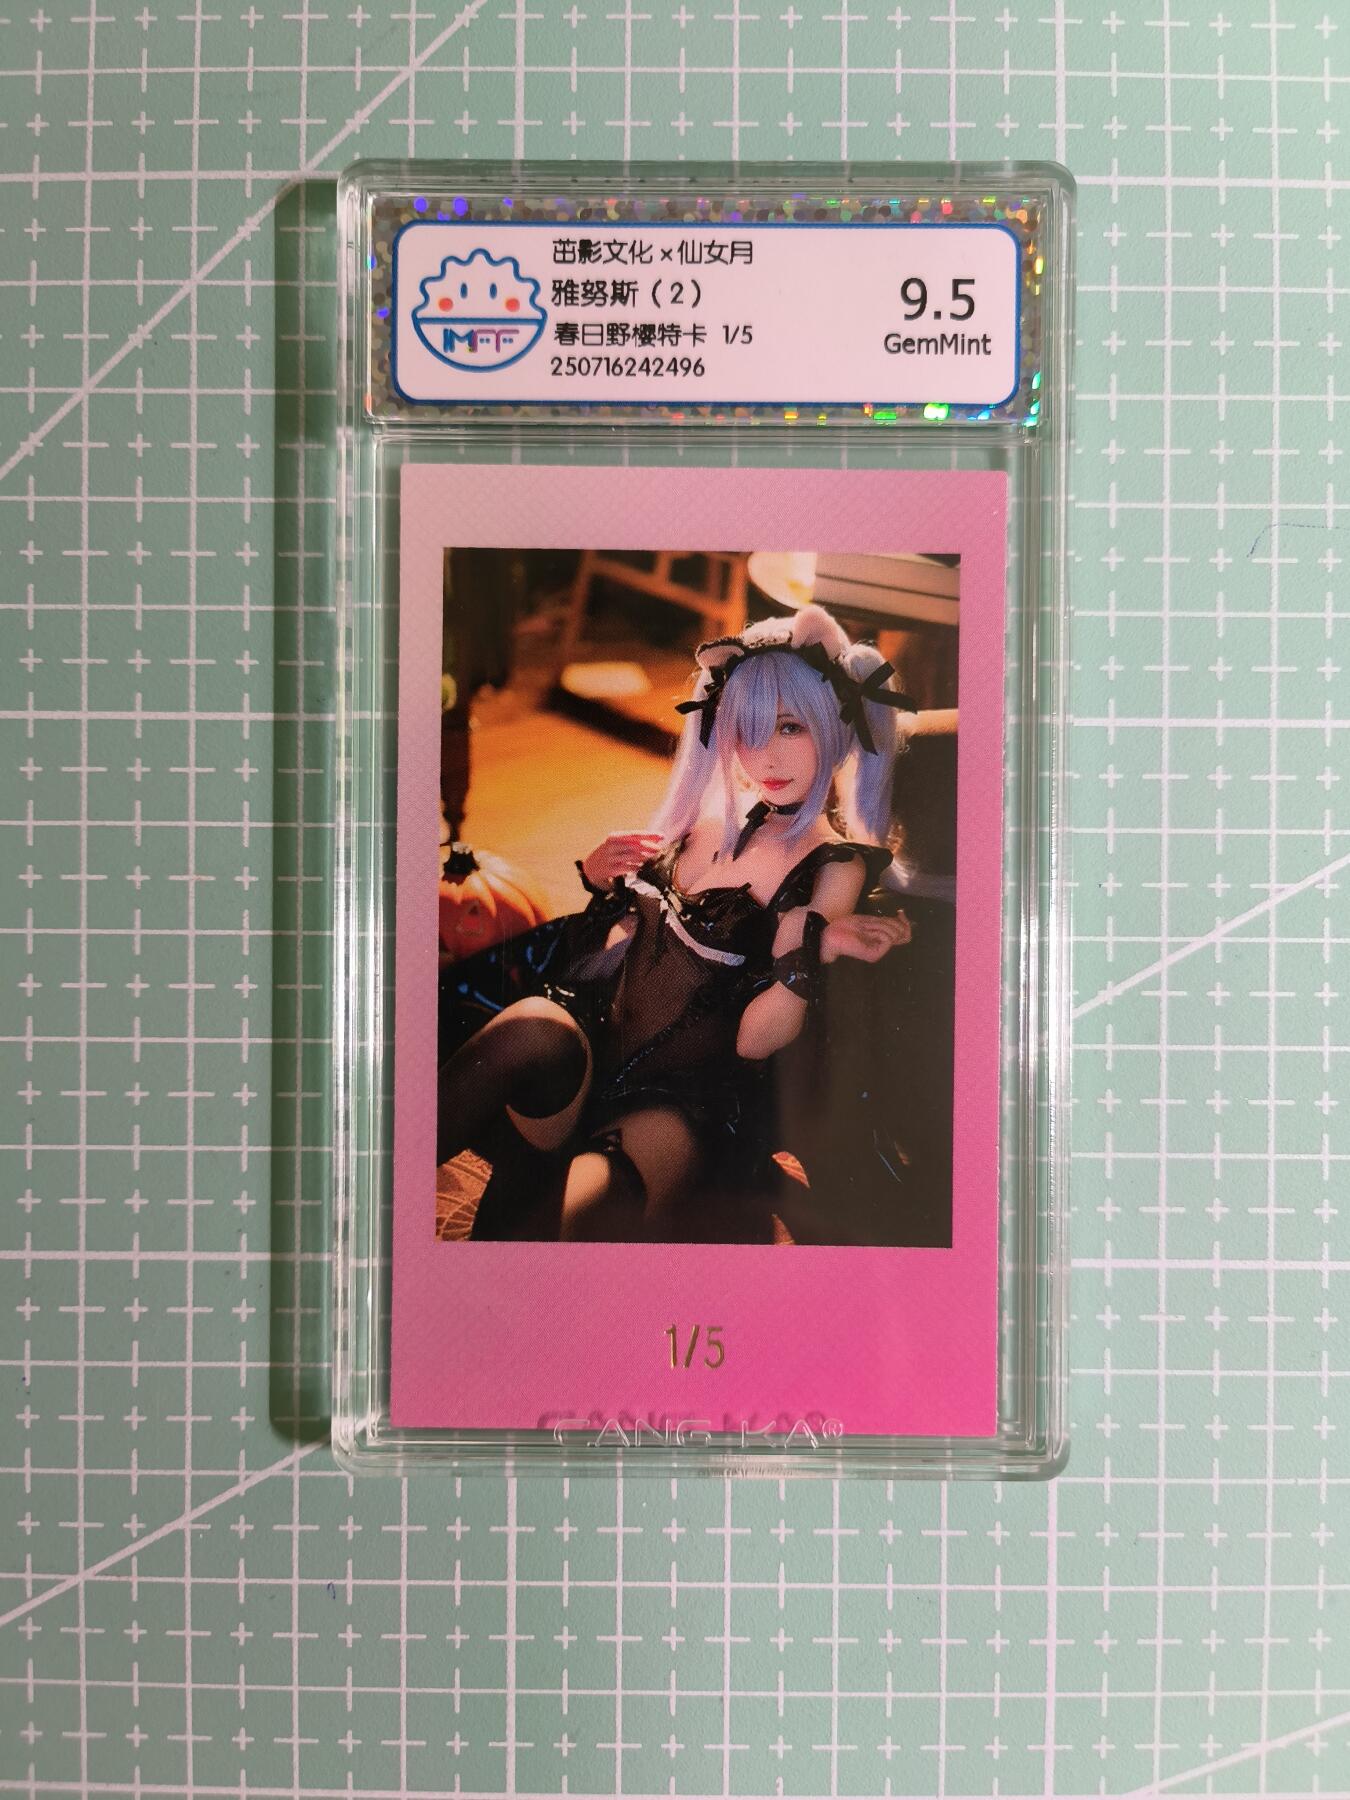 茁影文化×仙女月
雅努斯（2）
春日野樱特卡 1/5
250716242496
9.5
GemMint
IMFF
1/5
CANG KA®